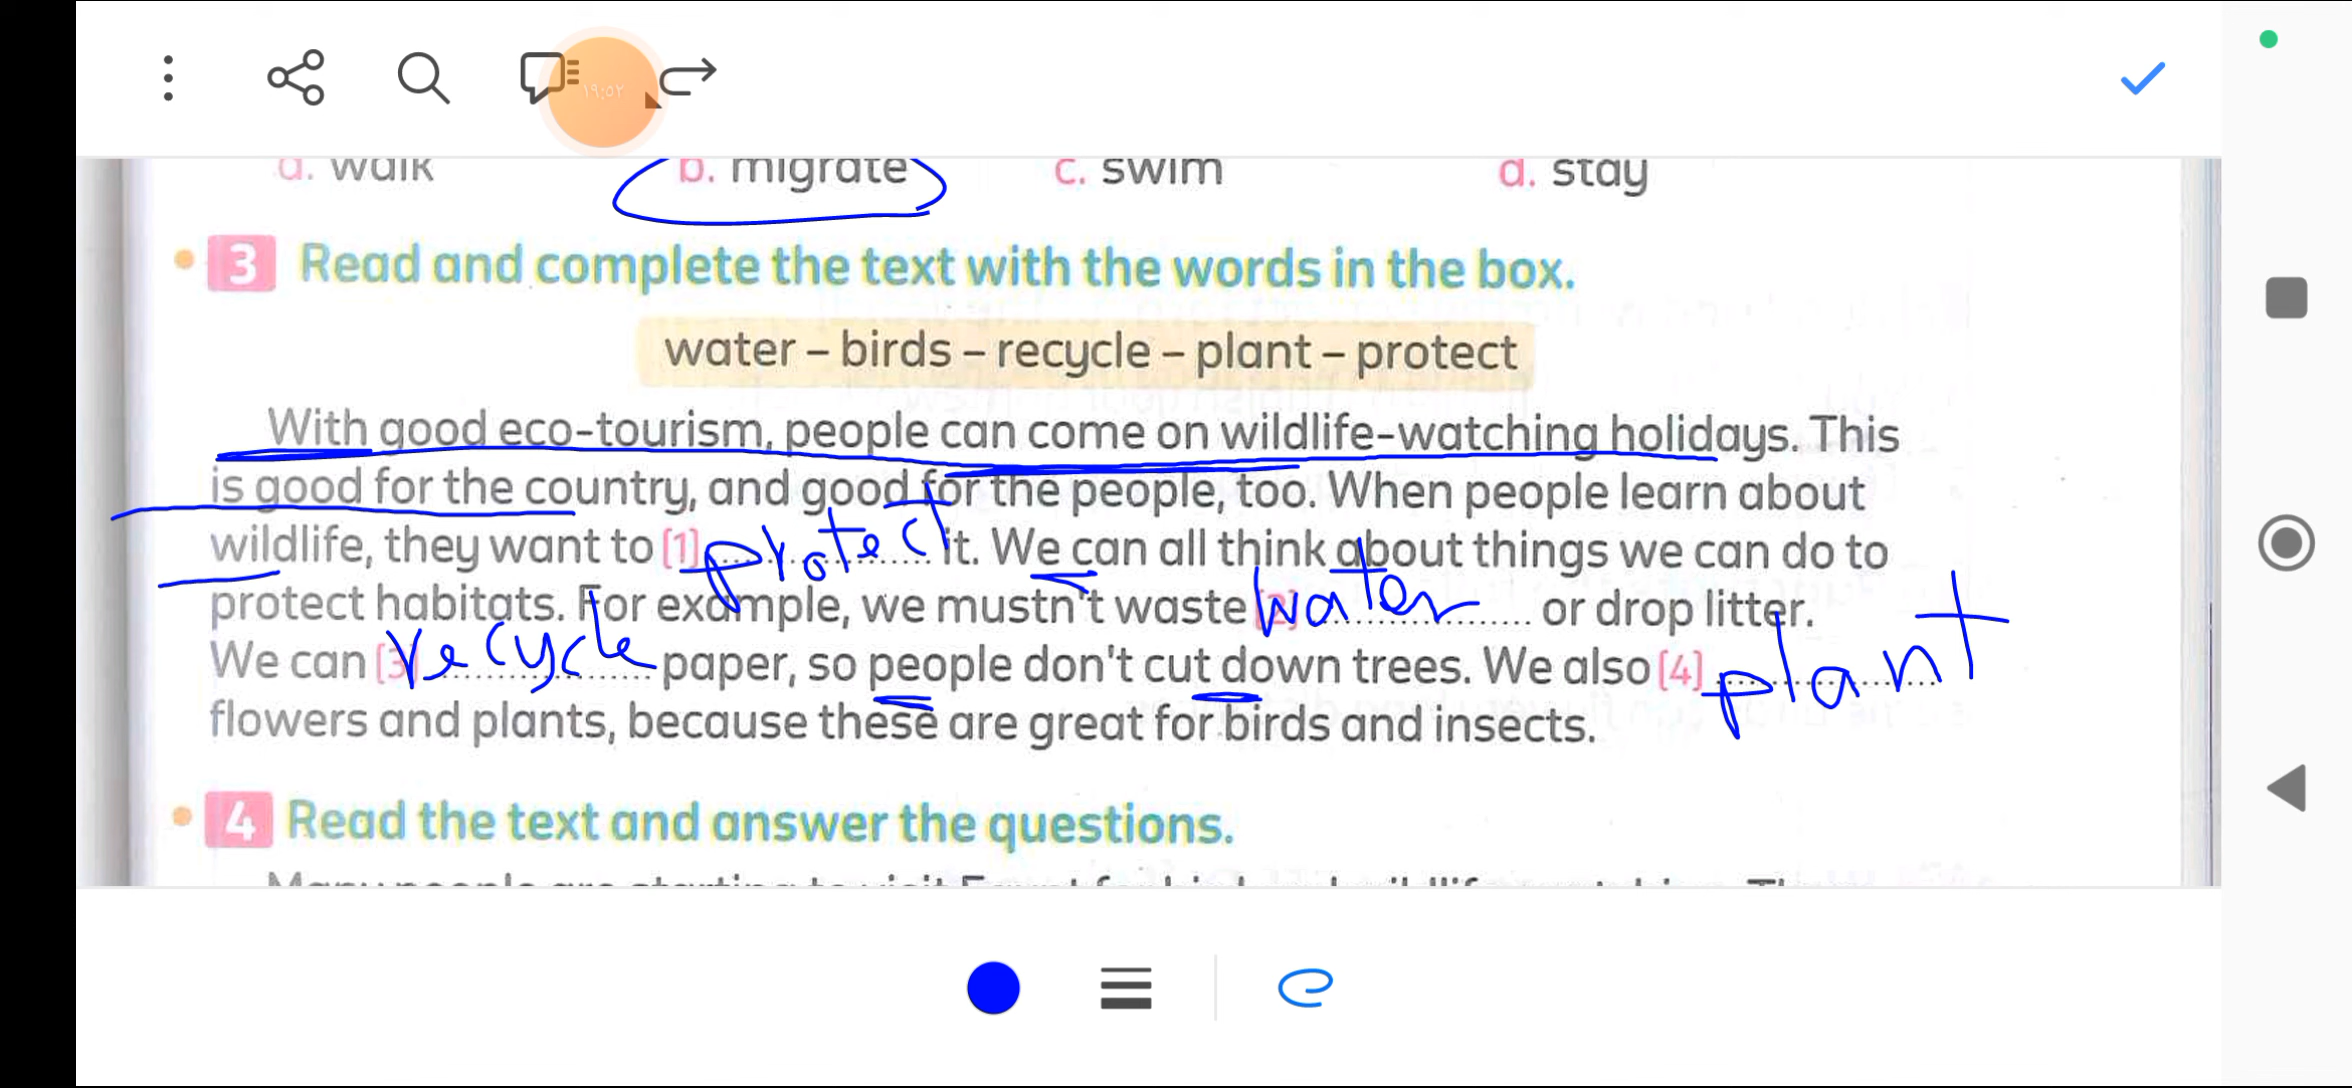 ١٩:٥٢
a. walk b. migrate c. swim d. stay
3 Read and complete the text with the words in the box.
water – birds – recycle – plant – protect
With good eco-tourism, people can come on wildlife-watching holidays. This
is good for the country, and good for the people, too. When people learn about
wildlife, they want to [1] protect it. We can all think about things we can do to
protect habitats. For example, we mustn't waste [2] water or drop litter.
We can [3] recycle paper, so people don't cut down trees. We also [4] plant
flowers and plants, because these are great for birds and insects.
4 Read the text and answer the questions.